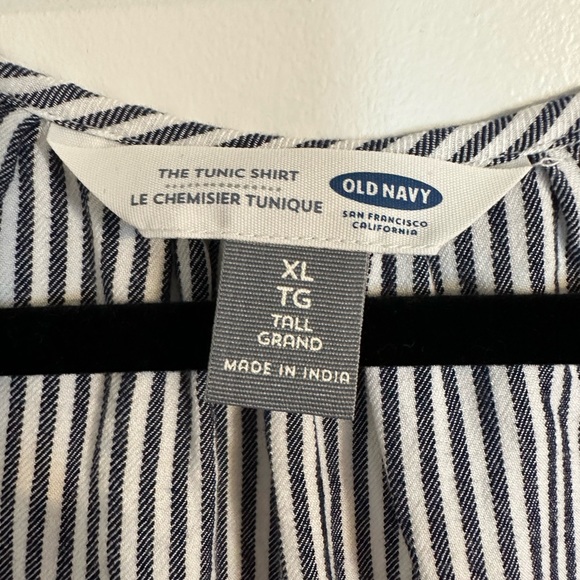 THE TUNIC SHIRT
LE CHEMISIER TUNIQUE
OLD NAVY
SAN FRANCISCO
CALIFORNIA
XL
TG
TALL
GRAND
MADE IN INDIA